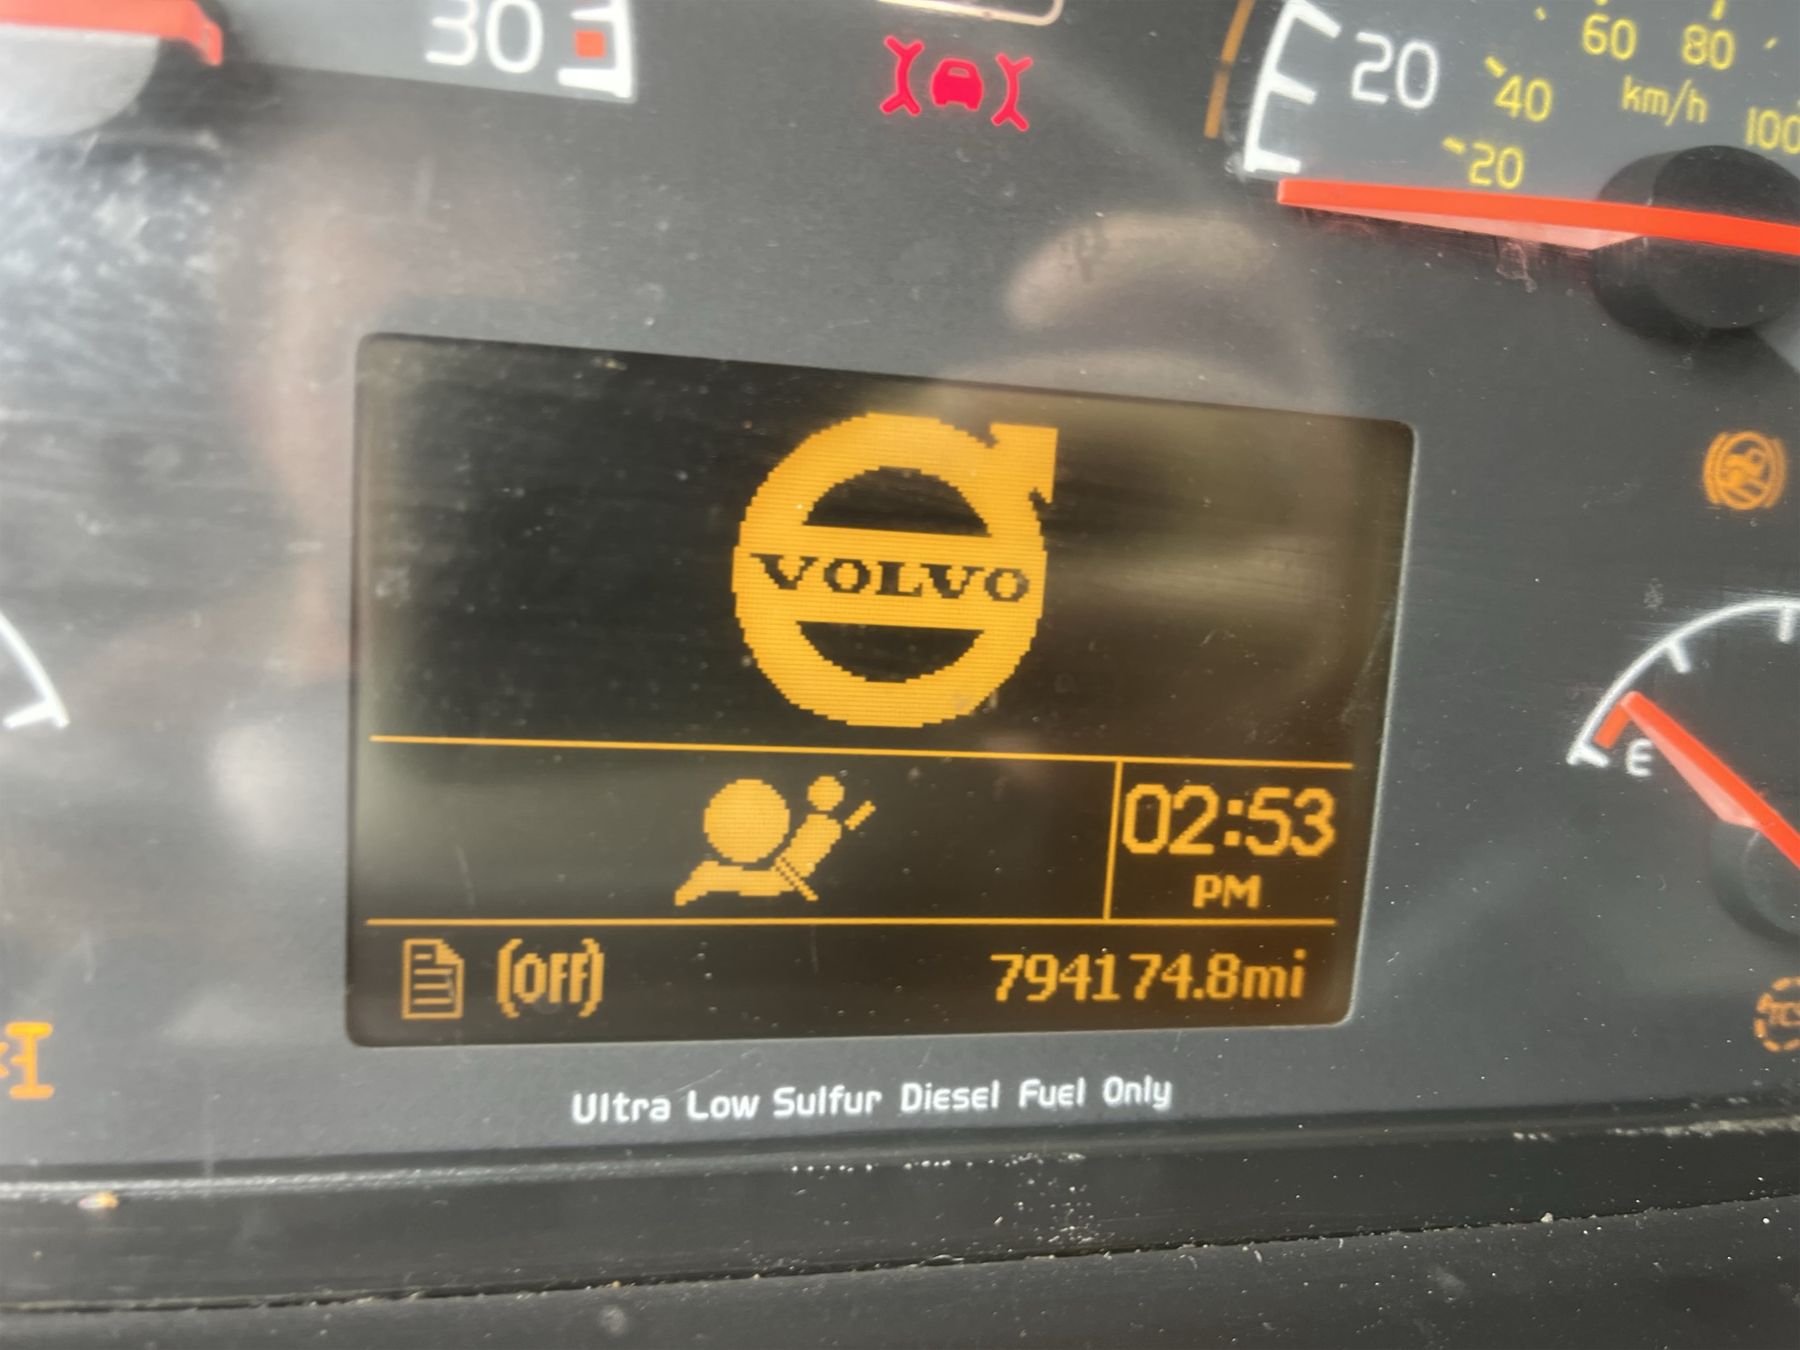 30
20
60
80
40
km/h
100
20
VOLVO
02:53
PM
E
(OFF)
794174.8mi
Ultra Low Sulfur Diesel Fuel Only